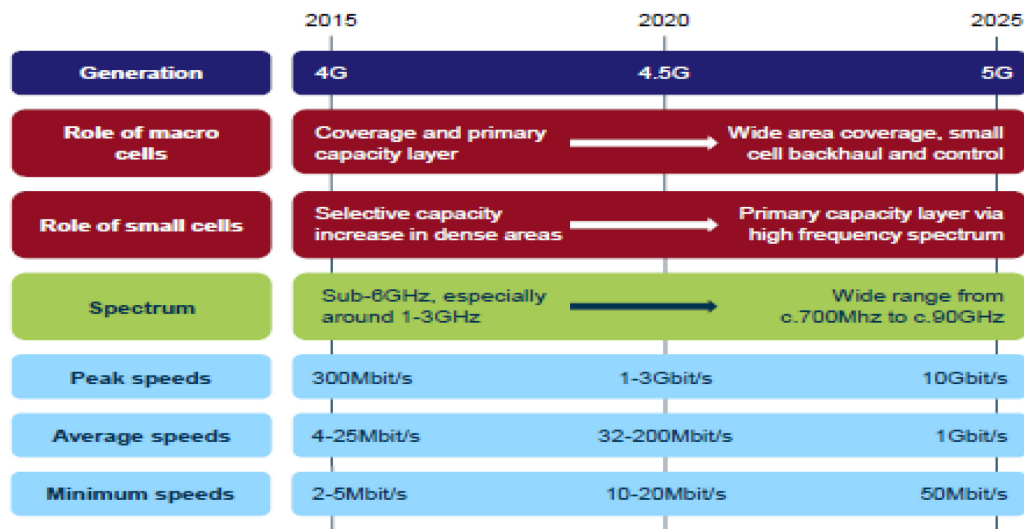 2015 2020 2025
Generation 4G 4.5G 5G
Role of macro Coverage and primary Wide area coverage, small
cells capacity layer cell backhaul and control
Role of small cells Selective capacity Primary capacity layer via
increase in dense areas high frequency spectrum
Spectrum Sub-6GHz, especially Wide range from
around 1-3GHz c.700Mhz to c.90GHz
Peak speeds 300Mbit/s 1-3Gbit/s 10Gbit/s
Average speeds 4-25Mbit/s 32-200Mbit/s 1Gbit/s
Minimum speeds 2-5Mbit/s 10-20Mbit/s 50Mbit/s